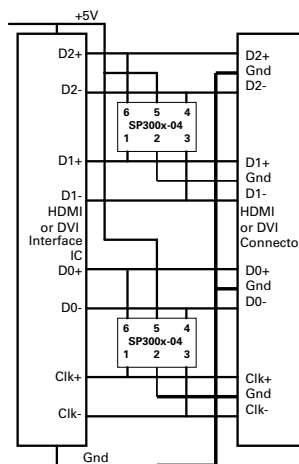 +5V
D2+ D2+
Gnd
D2- D2-
6 5 4
SP300x-04
1 2 3
D1+ D1+
Gnd
D1- D1-
HDMI HDMI
or DVI or DVI
Interface Connector
IC
D0+ D0+
Gnd
D0- D0-
6 5 4
SP300x-04
1 2 3
Clk+ Clk+
Gnd
Clk- Clk-
Gnd